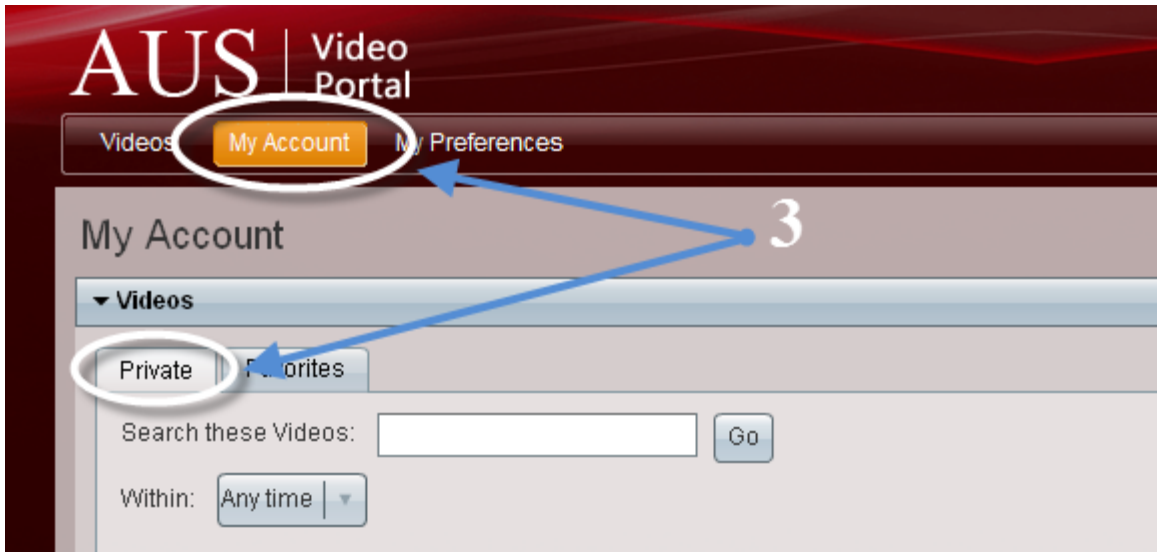 AUS | Video
Portal
Videos My Account My Preferences
My Account
3
Videos
Private Favorites
Search these Videos: Go
Within: Any time